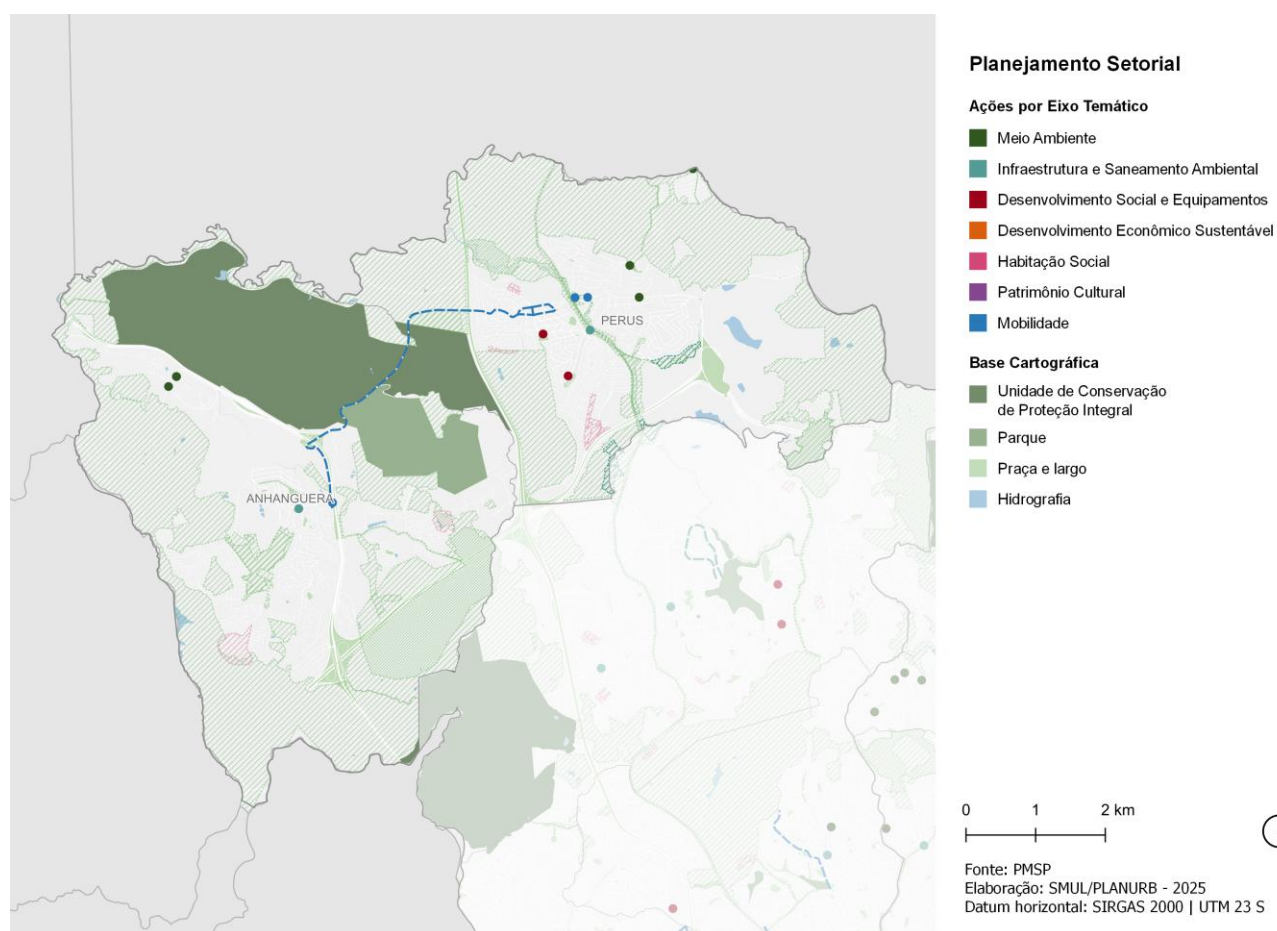 Planejamento Setorial
Ações por Eixo Temático
Meio Ambiente
Infraestrutura e Saneamento Ambiental
Desenvolvimento Social e Equipamentos
Desenvolvimento Econômico Sustentável
Habitação Social
Patrimônio Cultural
Mobilidade
Base Cartográfica
Unidade de Conservação
de Proteção Integral
Parque
Praça e largo
Hidrografia
PERUS
ANHANGUERA
0 1 2 km
Fonte: PMSP
Elaboração: SMUL/PLANURB - 2025
Datum horizontal: SIRGAS 2000 | UTM 23 S